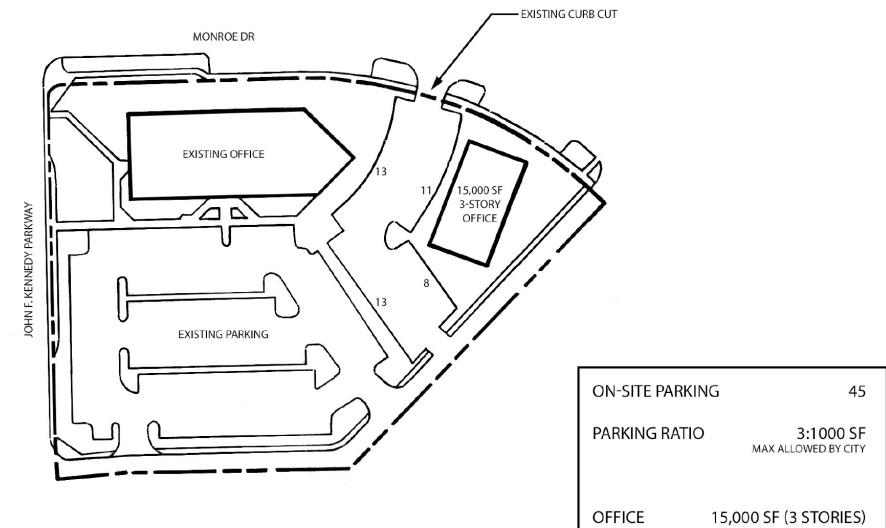 EXISTING CURB CUT
MONROE DR
EXISTING OFFICE
13
11
15,000 SF
3-STORY
OFFICE
JOHN F. KENNEDY PARKWAY
8
13
EXISTING PARKING
ON-SITE PARKING 45
PARKING RATIO 3:1000 SF
MAX ALLOWED BY CITY
OFFICE 15,000 SF (3 STORIES)